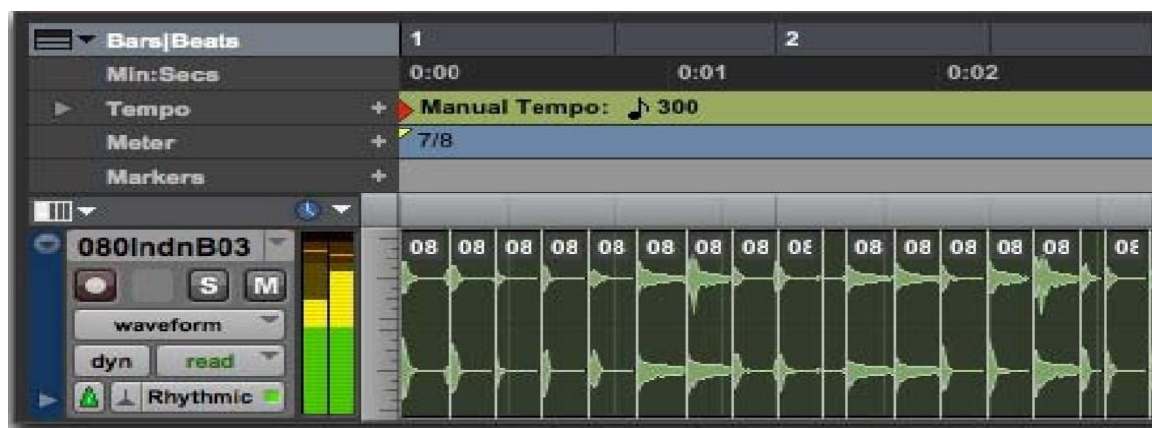 Bars|Beats 1 2
Min:Secs 0:00 0:01 0:02
Tempo + Manual Tempo: ♪ 300
Meter + 7/8
Markers +
080IndnB03 08 08 08 08 08 08 08 08 08 08 08 08 08 08 08
S M
waveform
dyn read
Rhythmic